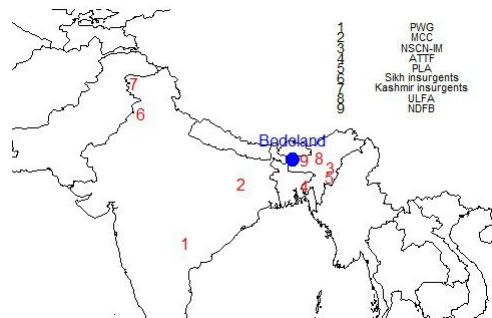 1 PWG
2 MCC
3 NSCN-IM
4 ATTF
5 PLA
6 Sikh insurgents
7 Kashmir insurgents
8 ULFA
9 NDFB
7
6
Bodoland
9 8
3
2 4 5
1